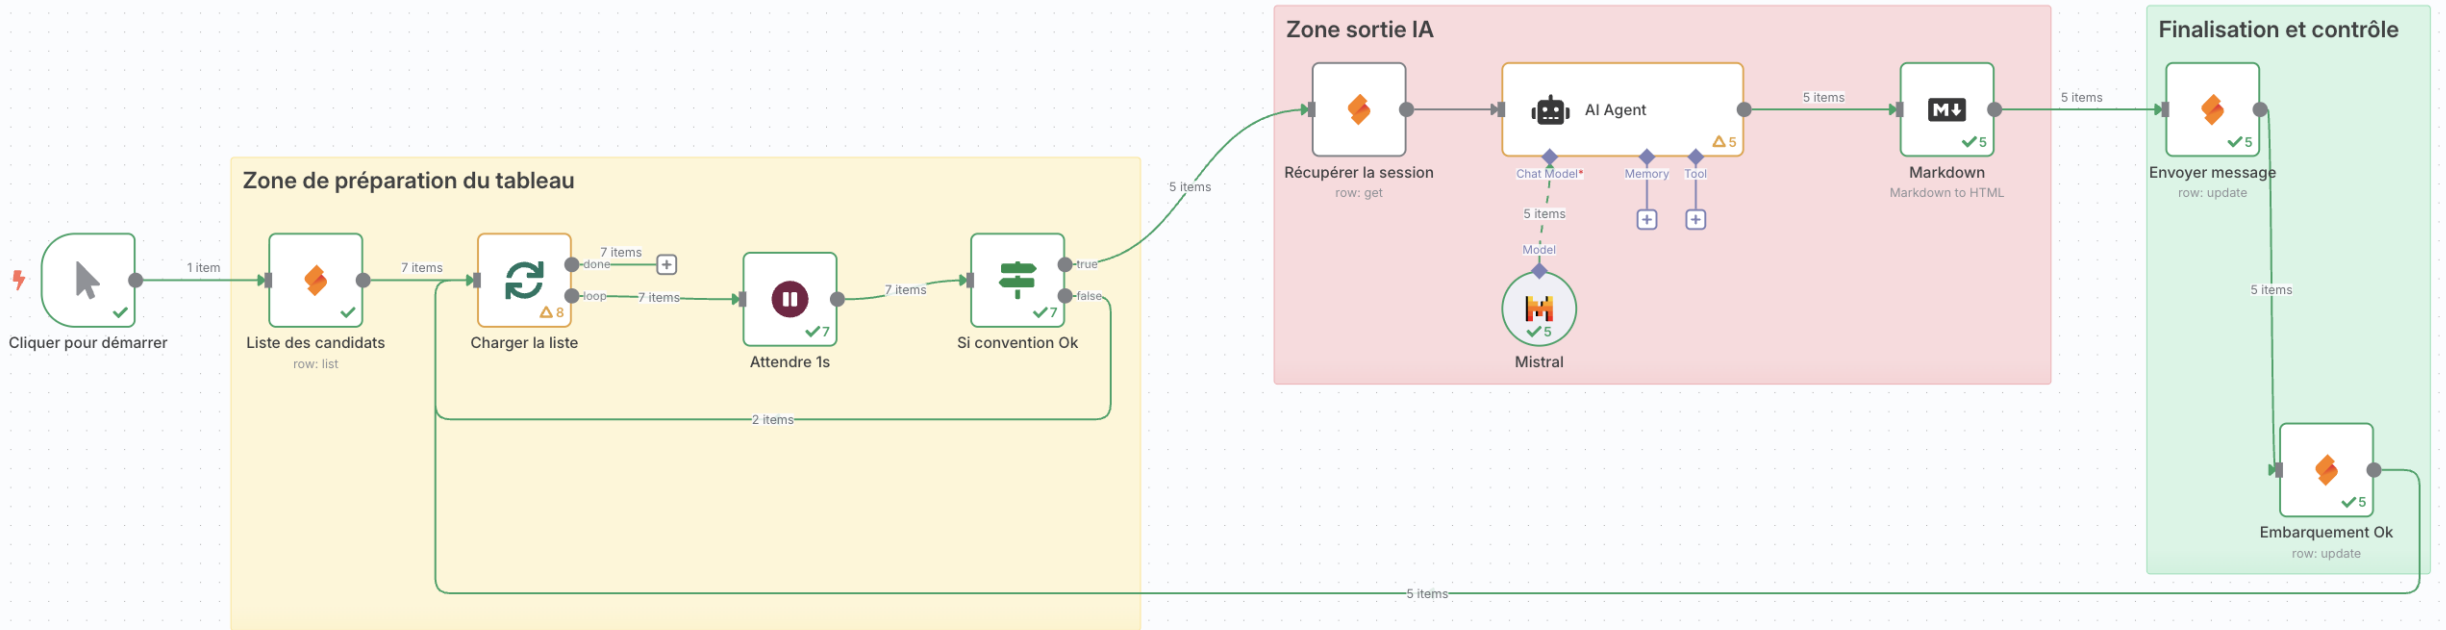 Zone sortie IA
Finalisation et contrôle
AI Agent
5 items
M↓
5 items
5
5
5
Récupérer la session
row: get
Chat Model*
Memory
Tool
Markdown
Markdown to HTML
Envoyer message
row: update
Zone de préparation du tableau
5 items
5 items
Model
5
Mistral
1 item
7 items
7 items
done
loop
7 items
7 items
true
false
8
7
7
Cliquer pour démarrer
Liste des candidats
row: list
Charger la liste
Attendre 1s
Si convention Ok
2 items
5 items
5
Embarquement Ok
row: update
5 items